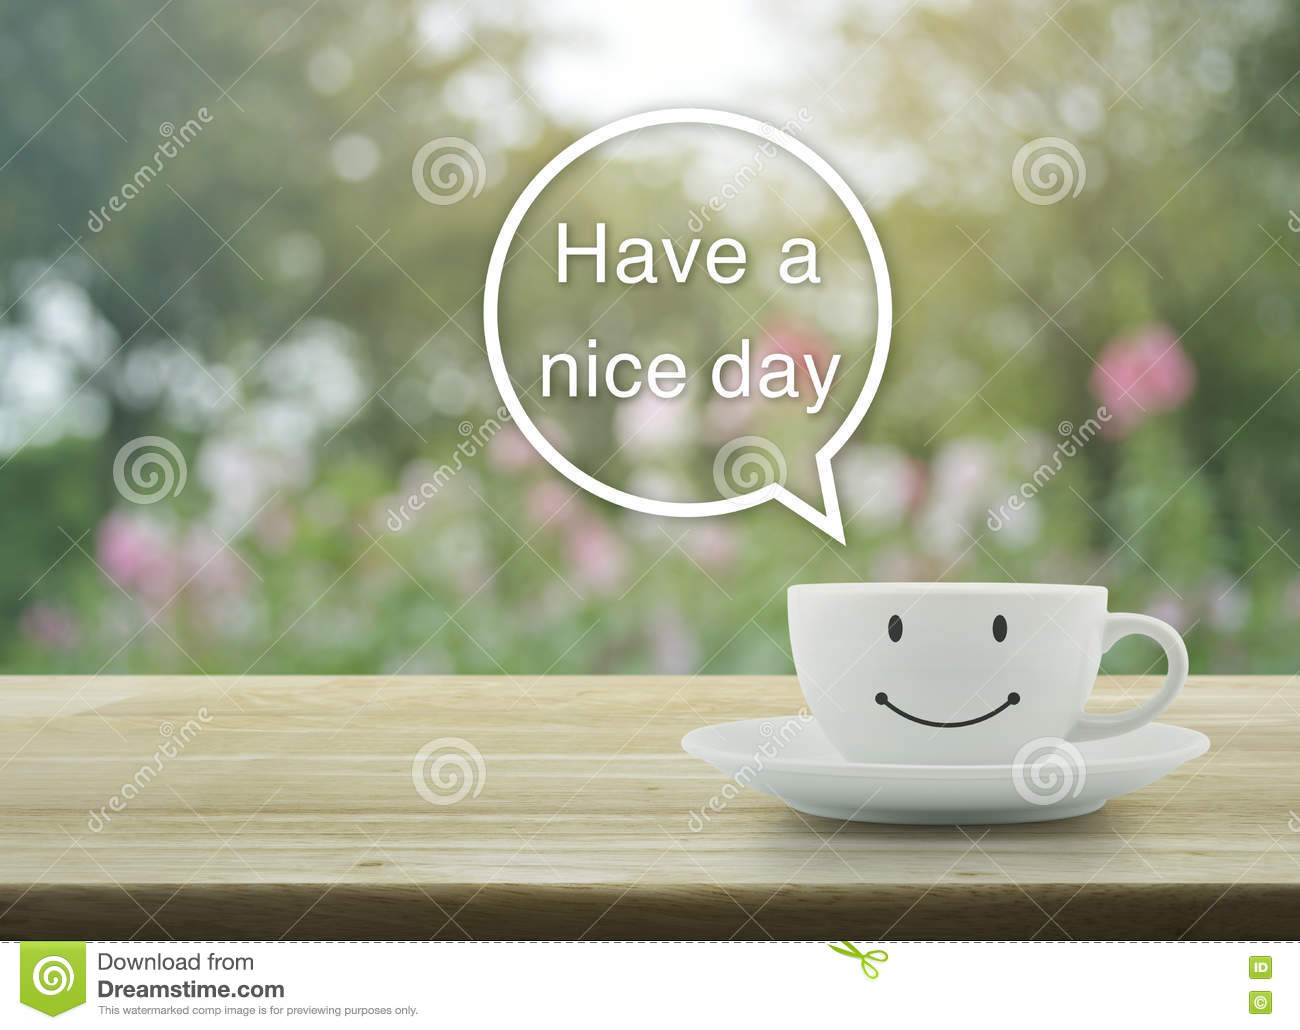 Have a
nice day
dreamstime
dreamstime
dreamstime
dreamstime
dreamstime
dreamstime
dreamstime
Download from
Dreamstime.com
This watermarked comp image is for previewing purposes only.
ID
©